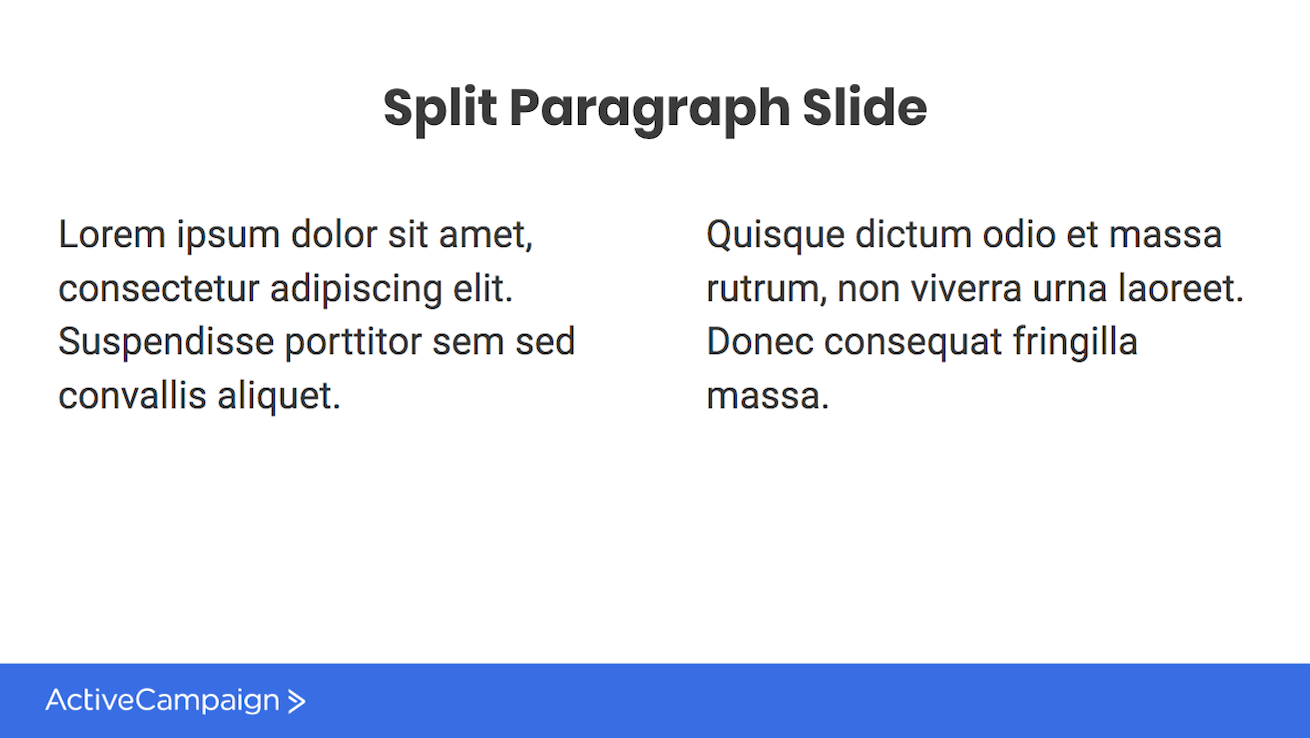 Split Paragraph Slide
Lorem ipsum dolor sit amet,
consectetur adipiscing elit.
Suspendisse porttitor sem sed
convallis aliquet.
Quisque dictum odio et massa
rutrum, non viverra urna laoreet.
Donec consequat fringilla
massa.
ActiveCampaign